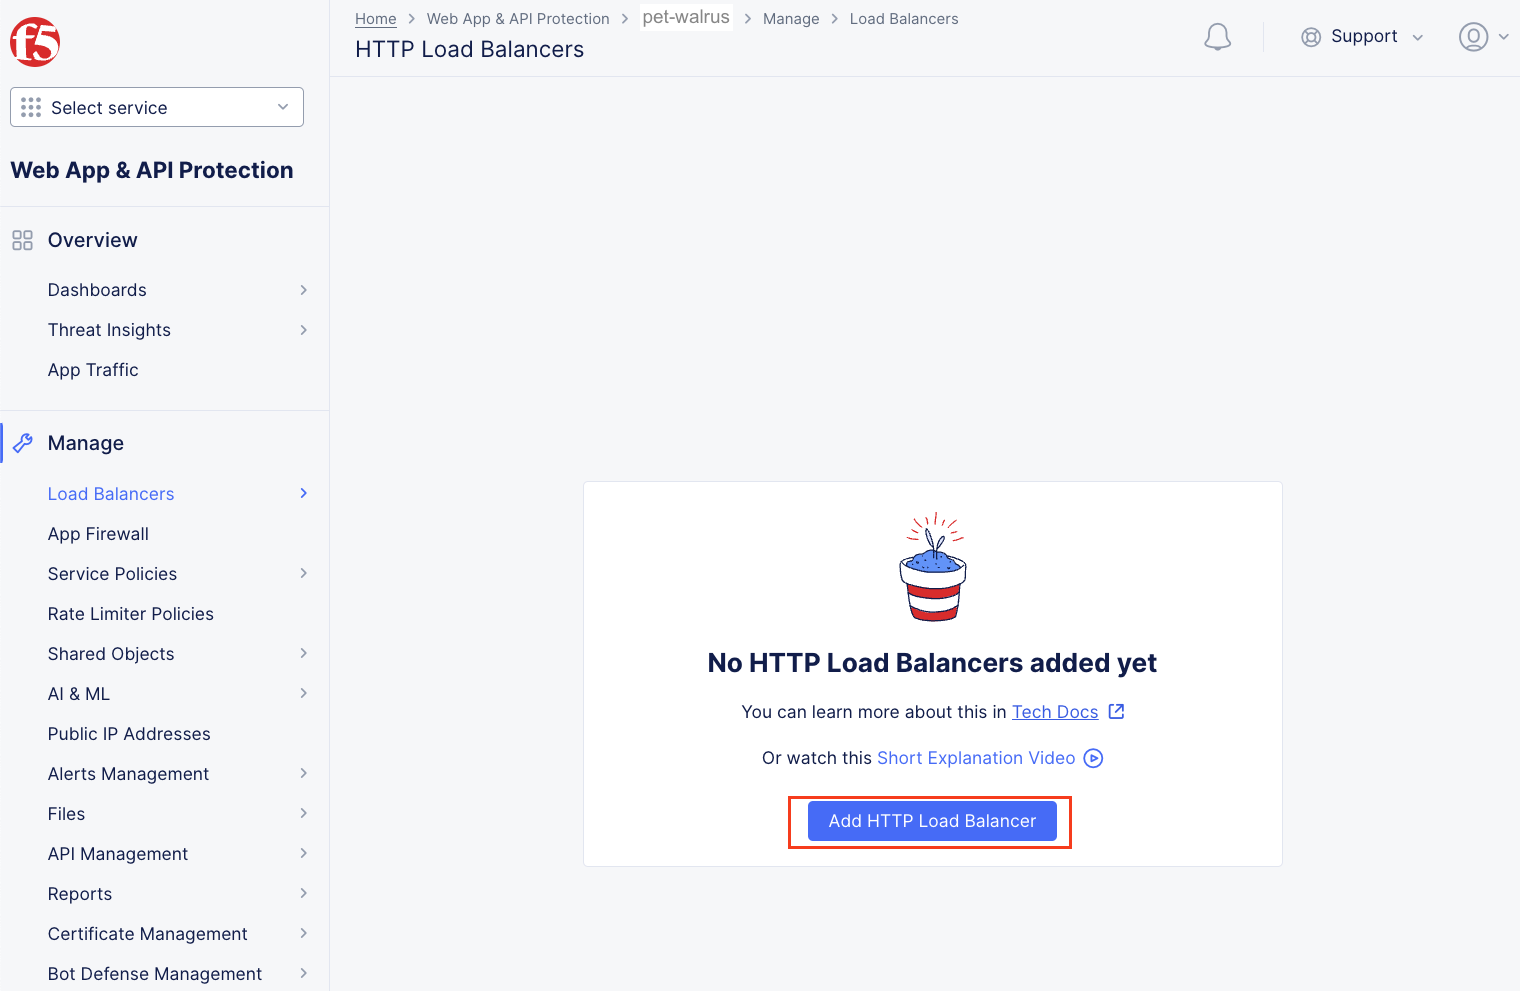 f5
Select service
Web App & API Protection
Overview
Dashboards
Threat Insights
App Traffic
Manage
Load Balancers
App Firewall
Service Policies
Rate Limiter Policies
Shared Objects
AI & ML
Public IP Addresses
Alerts Management
Files
API Management
Reports
Certificate Management
Bot Defense Management
Home > Web App & API Protection > pet-walrus > Manage > Load Balancers
HTTP Load Balancers
Support
No HTTP Load Balancers added yet
You can learn more about this in Tech Docs
Or watch this Short Explanation Video
Add HTTP Load Balancer